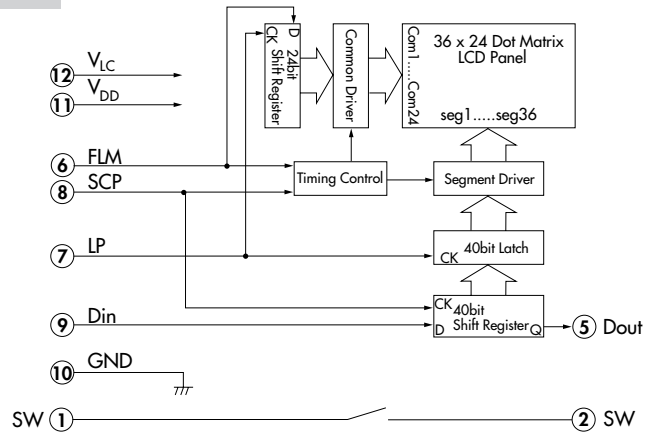 D
CK
24bit
Shift Register
Common Driver
Com1.....Com24
36 x 24 Dot Matrix
LCD Panel
seg1.....seg36
12 VLC
11 VDD
6 FLM
8 SCP
Timing Control
Segment Driver
7 LP
CK 40bit Latch
9 Din
CK 40bit
D Shift Register Q
5 Dout
10 GND
SW 1
2 SW